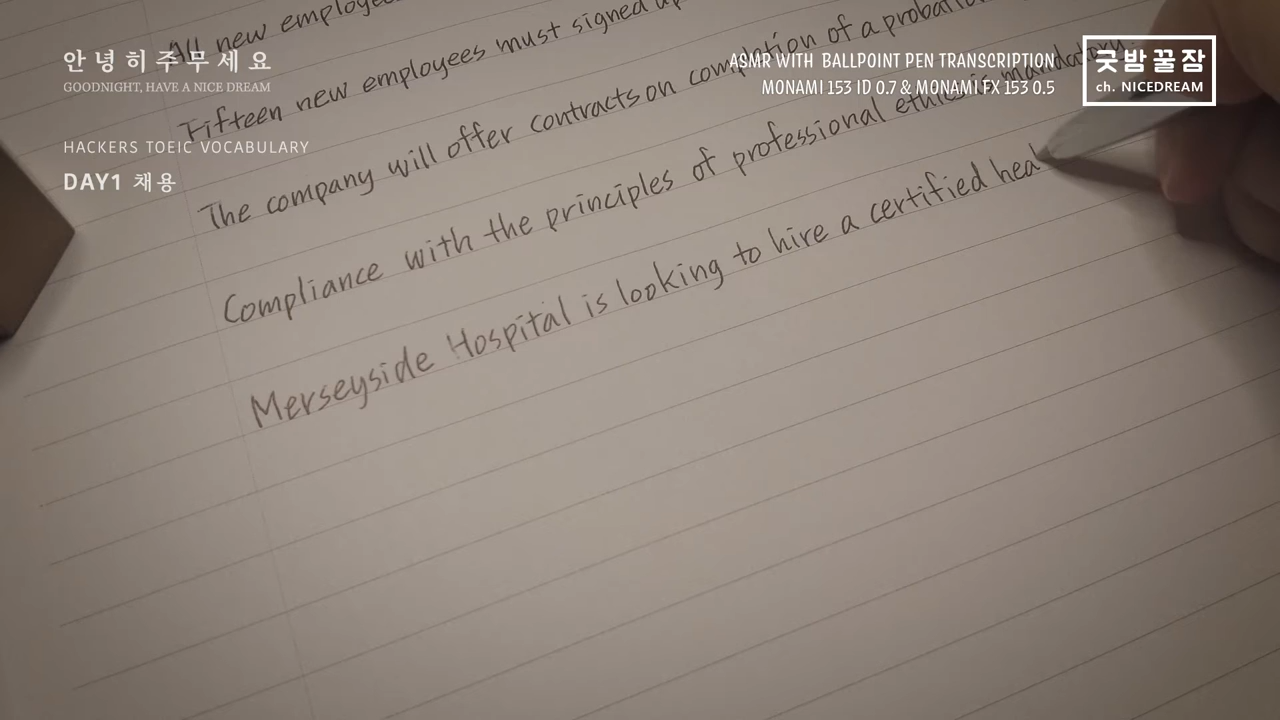 안녕히주무세요
GOODNIGHT, HAVE A NICE DREAM
HACKERS TOEIC VOCABULARY
DAY1 채용
ASMR WITH BALLPOINT PEN TRANSCRIPTION
MONAMI 153 ID 0.7 & MONAMI FX 153 0.5
굿밤꿀잠
ch. NICEDREAM
All new
Fifteen new employees must signed
The company will offer contracts on completion of a
Compliance with the principles of professional ethics is mandatory.
Merseyside Hospital is looking to hire a certified hea